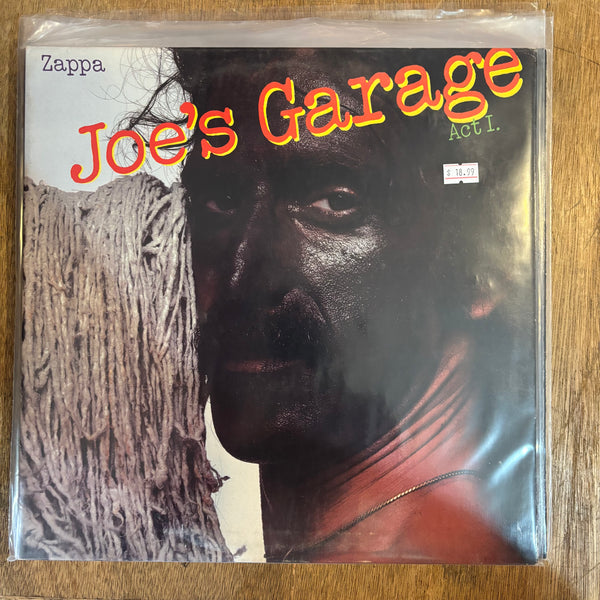 Zappa
Joe's Garage
Act I.
$ 18.99